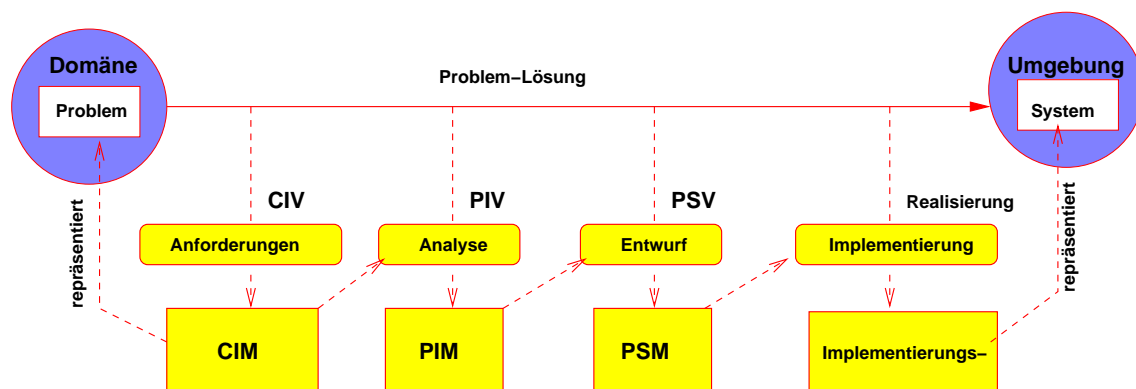 Domäne
Problem
Problem–Lösung
Umgebung
System
CIV
PIV
PSV
Realisierung
repräsentiert
Anforderungen
Analyse
Entwurf
Implementierung
repräsentiert
CIM
PIM
PSM
Implementierungs–